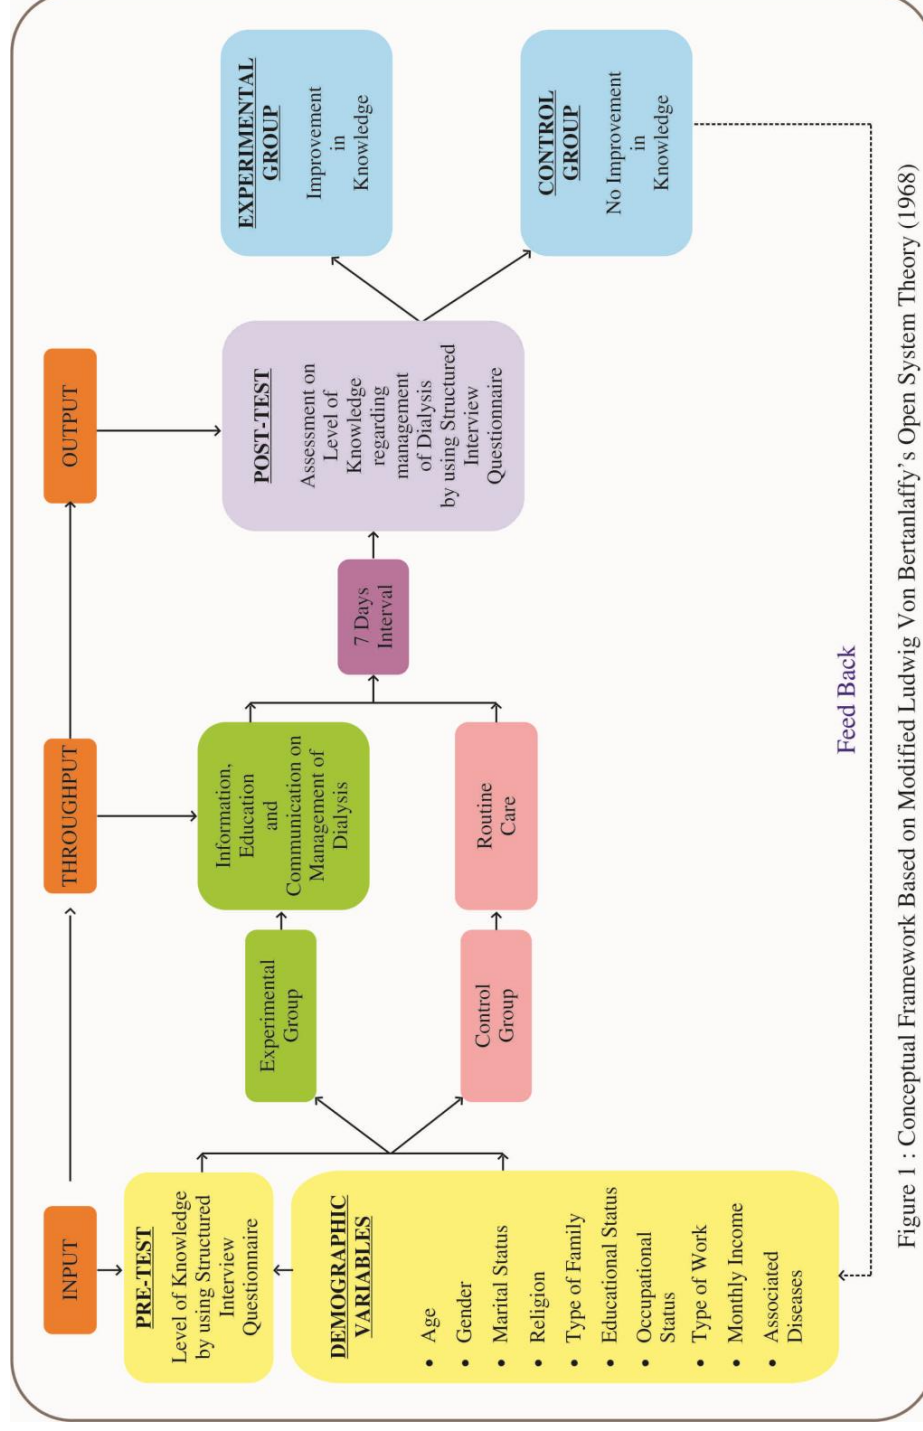 INPUT
THROUGHPUT
OUTPUT
PRE-TEST
Level of Knowledge
by using Structured
Interview
Questionnaire
DEMOGRAPHIC
VARIABLES
• Age
• Gender
• Marital Status
• Religion
• Type of Family
• Educational Status
• Occupational
Status
• Type of Work
• Monthly Income
• Associated
Diseases
Experimental
Group
Information,
Education
and
Communication on
Management of
Dialysis
Control
Group
Routine
Care
7 Days
Interval
POST-TEST
Assessment on
Level of
Knowledge
regarding
management
of Dialysis
by using Structured
Interview
Questionnaire
EXPERIMENTAL
GROUP
Improvement
in
Knowledge
CONTROL
GROUP
No Improvement
in
Knowledge
Feed Back
Figure 1 : Conceptual Framework Based on Modified Ludwig Von Bertanlaffy's Open System Theory (1968)